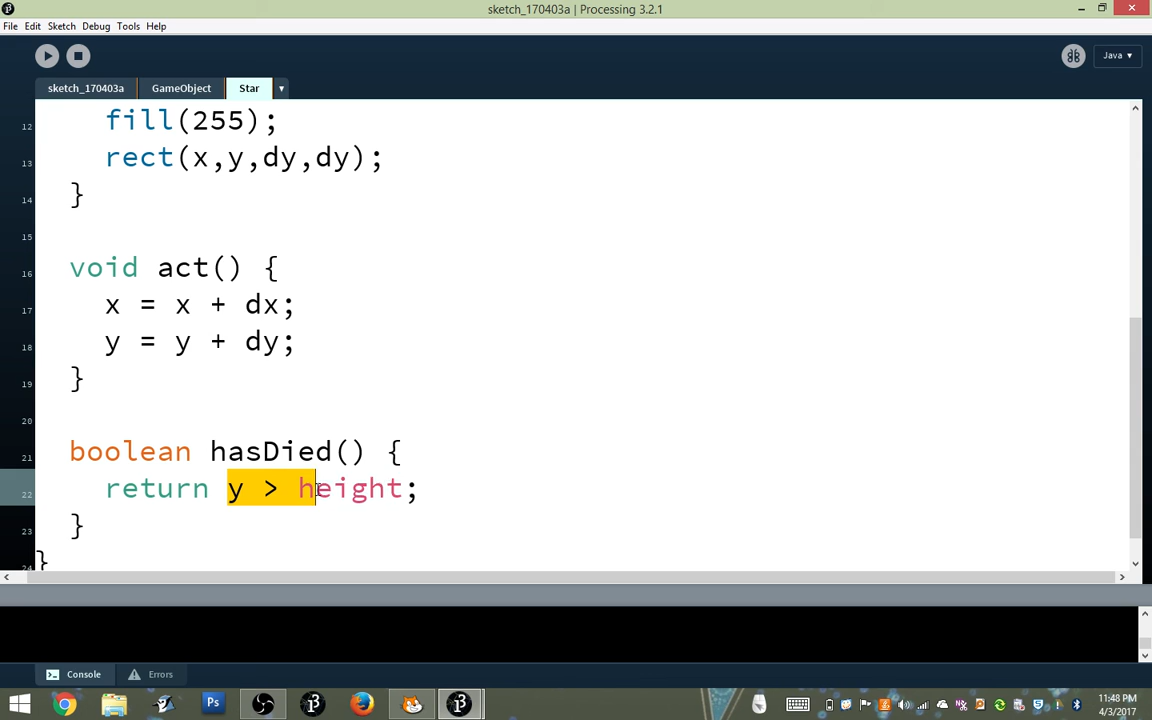 sketch_170403a | Processing 3.2.1
File Edit Sketch Debug Tools Help
Java ▾
sketch_170403a GameObject Star ▾
12 fill(255);
13 rect(x,y,dy,dy);
14 }
15
16 void act() {
17 x = x + dx;
18 y = y + dy;
19 }
20
21 boolean hasDied() {
22 return y > height;
23 }
24 }
Console Errors
Ps
11:48 PM
4/3/2017